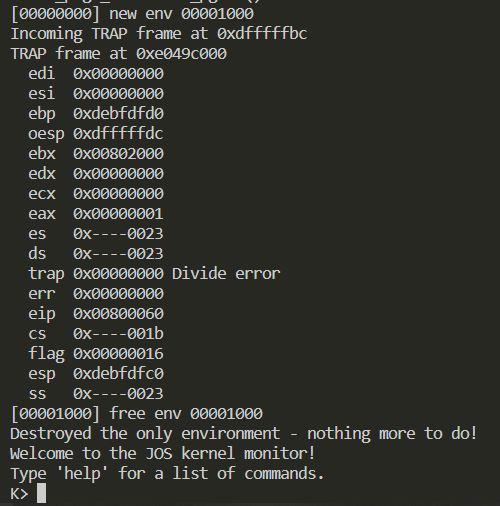 [00000000] new env 00001000
Incoming TRAP frame at 0xdfffffbc
TRAP frame at 0xe049c000
edi 0x00000000
esi 0x00000000
ebp 0xdebfdfd0
oesp 0xdfffffdc
ebx 0x00802000
edx 0x00000000
ecx 0x00000000
eax 0x00000001
es 0x----0023
ds 0x----0023
trap 0x00000000 Divide error
err 0x00000000
eip 0x00800060
cs 0x----001b
flag 0x00000016
esp 0xdebfdfc0
ss 0x----0023
[00001000] free env 00001000
Destroyed the only environment - nothing more to do!
Welcome to the JOS kernel monitor!
Type 'help' for a list of commands.
K>